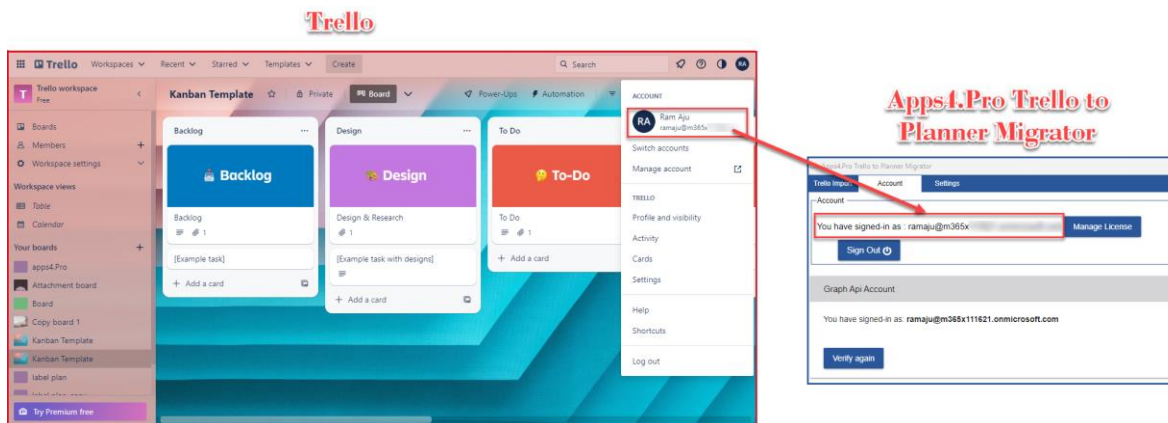 Trello
Trello Workspaces Recent Starred Templates Create Search RA
T Trello workspace
Free
Boards
Members +
Workspace settings
Workspace views
Table
Calendar
Your boards +
apps4.Pro
Attachment board
Board
Copy board 1
Kanban Template
Kanban Template
label plan
label plan copy
Try Premium free
Kanban Template Private Board Power-Ups Automation
Backlog ...
Backlog
Backlog
1
[Example task]
+ Add a card
Design ...
Design
Design & Research
1
[Example task with designs]
+ Add a card
To Do
To-Do
To Do
1
+ Add a card
ACCOUNT
RA Ram Aju
ramaju@m365x
Switch accounts
Manage account
TRELLO
Profile and visibility
Activity
Cards
Settings
Help
Shortcuts
Log out
Apps4.Pro Trello to
Planner Migrator
Apps4.Pro Trello to Planner Migrator
Trello Import Account Settings
Account
You have signed-in as : ramaju@m365x Manage License
Sign Out
Graph Api Account
You have signed-in as: ramaju@m365x111621.onmicrosoft.com
Verify again